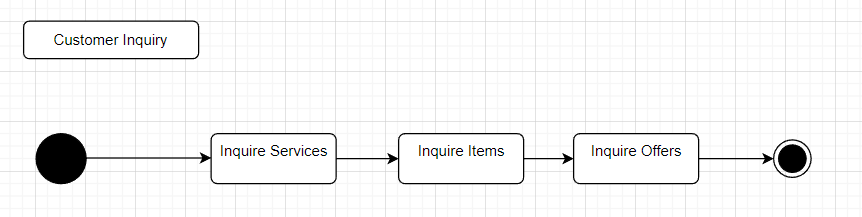 Customer Inquiry
Inquire Services
Inquire Items
Inquire Offers